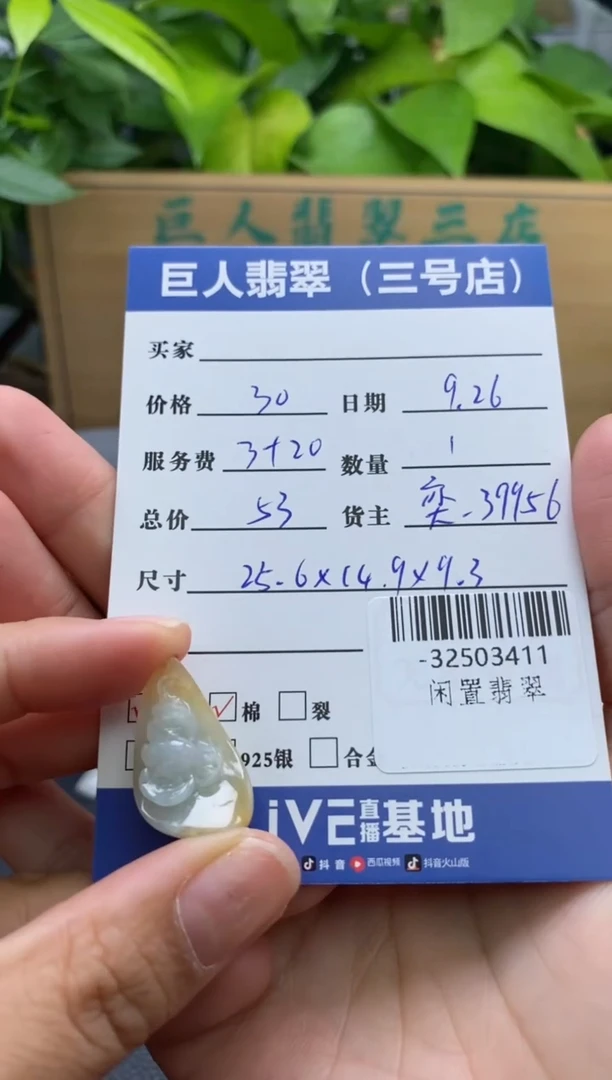 巨人翡翠三店
巨人翡翠（三号店）
买家
价格 30 日期 9.26
服务费 3+20 数量 1
总价 53 货主 奕-39956
尺寸 25.6×14.9×9.3
-32503411
闲置翡翠
√ 棉 裂
925银 合金
iVE直播基地
抖音 西瓜视频 抖音火山版